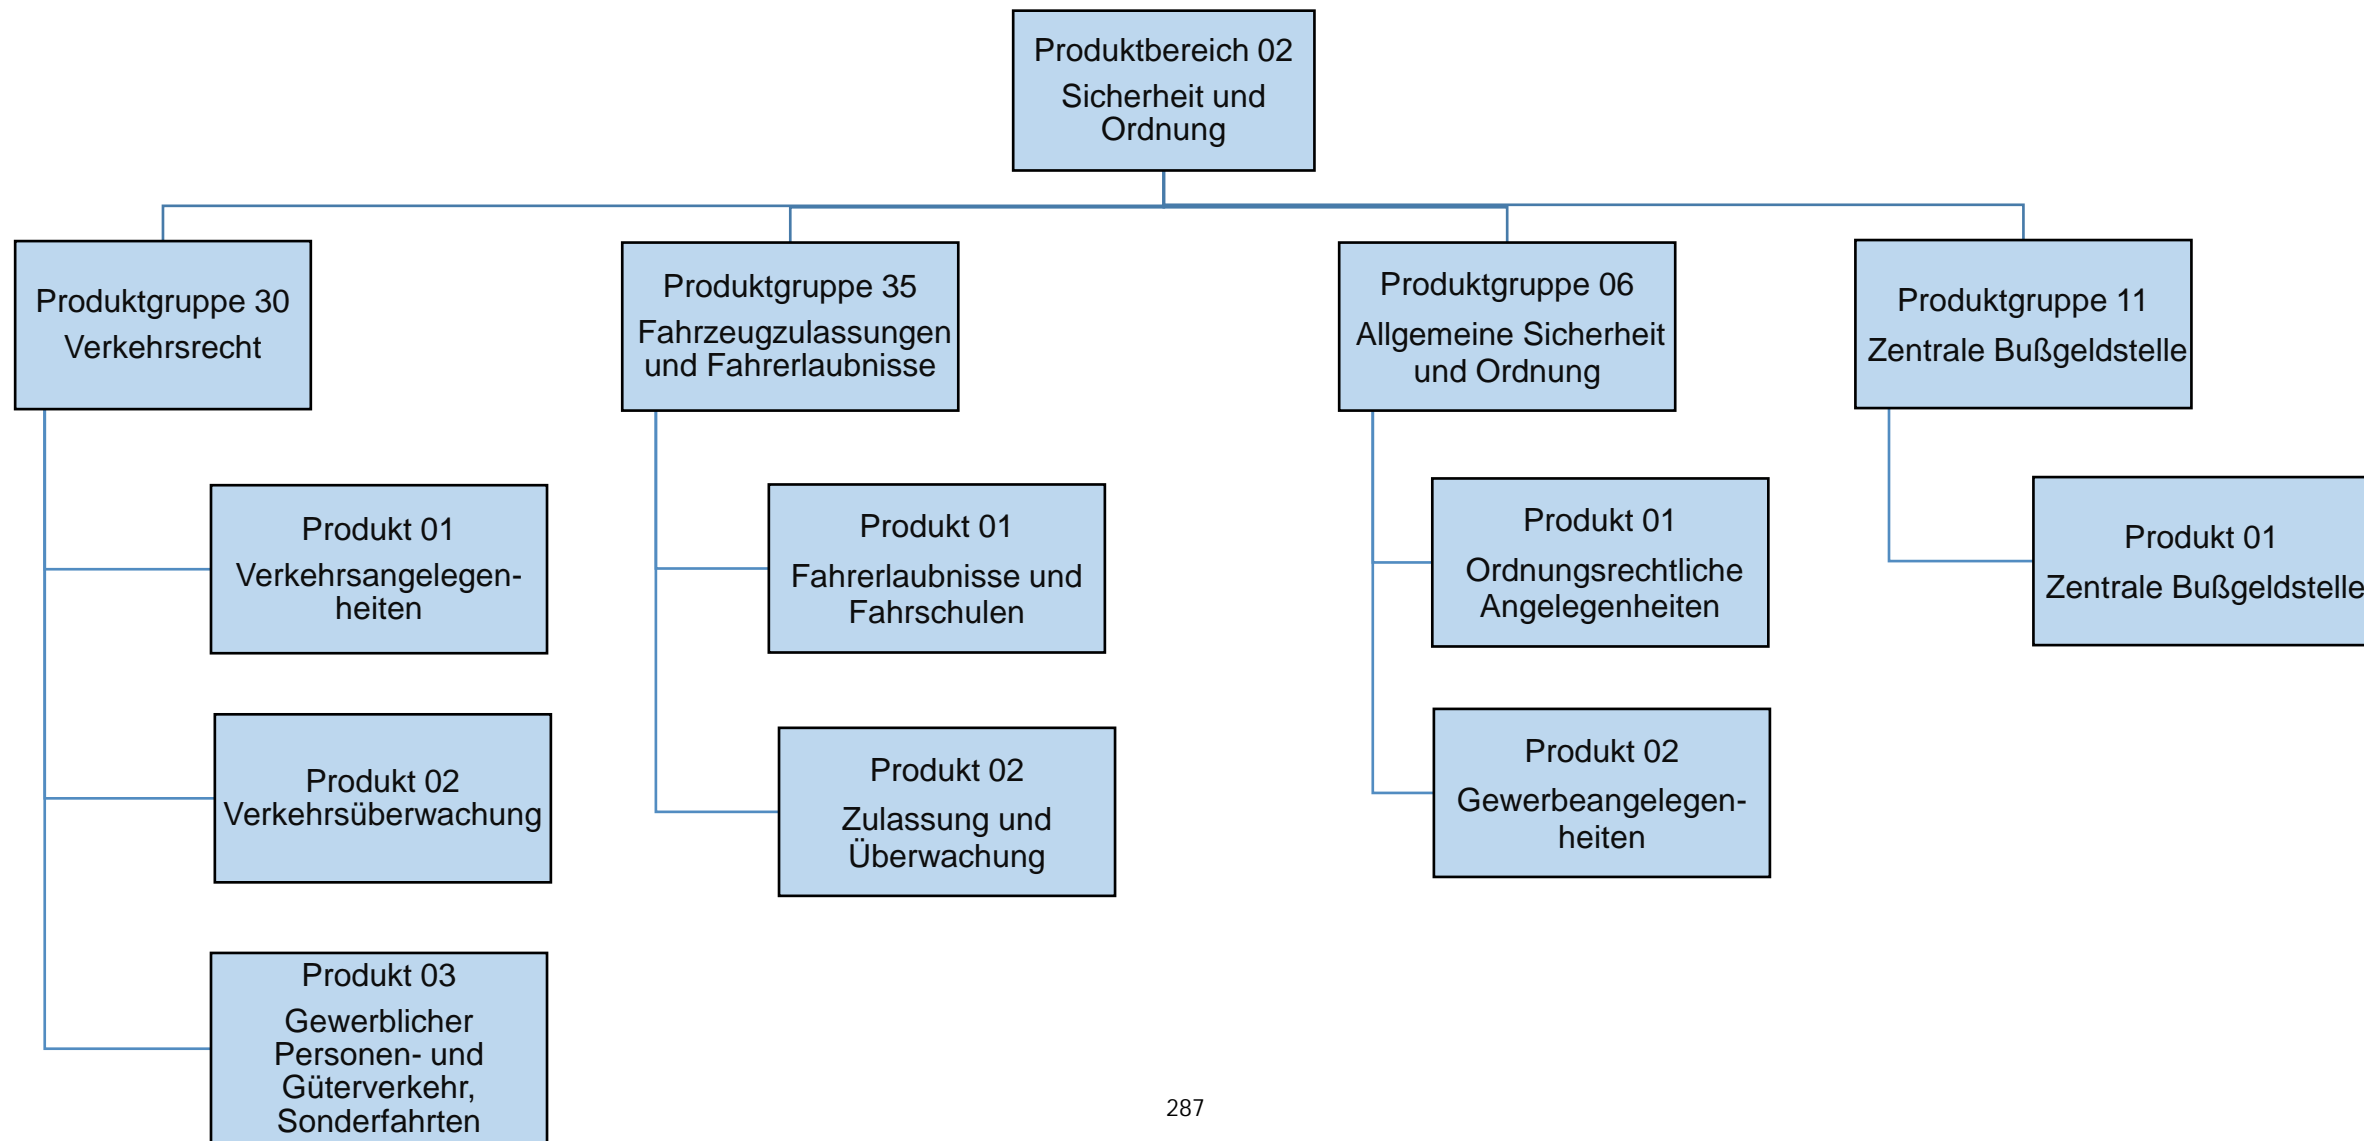 Produktbereich 02
Sicherheit und
Ordnung
Produktgruppe 30
Verkehrsrecht
Produktgruppe 35
Fahrzeugzulassungen
und Fahrerlaubnisse
Produktgruppe 06
Allgemeine Sicherheit
und Ordnung
Produktgruppe 11
Zentrale Bußgeldstelle
Produkt 01
Verkehrsangelegen-
heiten
Produkt 01
Fahrerlaubnisse und
Fahrschulen
Produkt 01
Ordnungsrechtliche
Angelegenheiten
Produkt 01
Zentrale Bußgeldstelle
Produkt 02
Verkehrsüberwachung
Produkt 02
Zulassung und
Überwachung
Produkt 02
Gewerbeangelegen-
heiten
Produkt 03
Gewerblicher
Personen- und
Güterverkehr,
Sonderfahrten
287